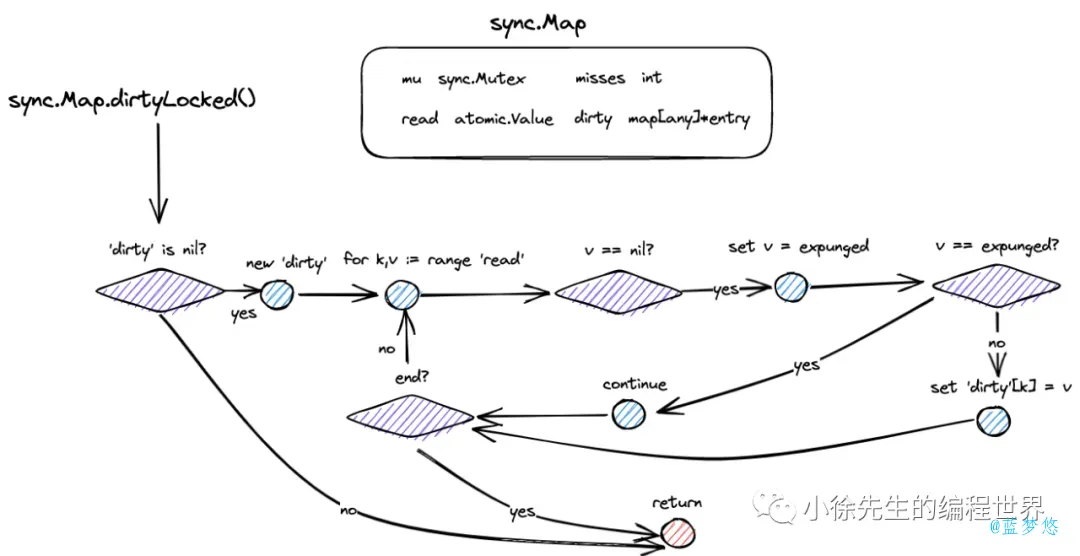 sync.Map
mu sync.Mutex misses int
read atomic.Value dirty map[any]*entry
sync.Map.dirtyLocked()
'dirty' is nil?
new 'dirty'
for k,v := range 'read'
v == nil?
set v = expunged
v == expunged?
yes
yes
no
no
yes
end?
continue
set 'dirty'[k] = v
no
yes
return
小徐先生的编程世界
@蓝梦悠